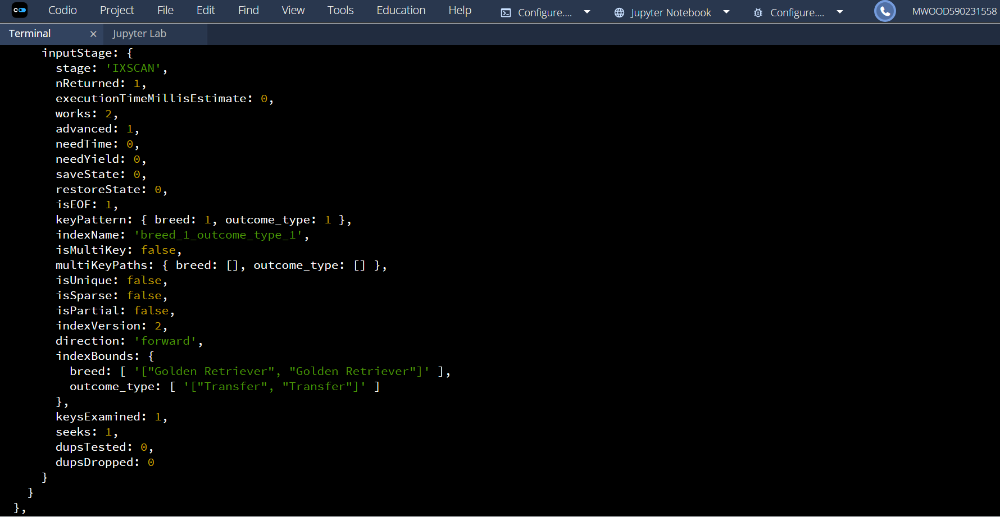 Codio Project File Edit Find View Tools Education Help Configure.... Jupyter Notebook Configure.... MWOOD590231558
Terminal × Jupyter Lab
inputStage: {
stage: 'IXSCAN',
nReturned: 1,
executionTimeMillisEstimate: 0,
works: 2,
advanced: 1,
needTime: 0,
needYield: 0,
saveState: 0,
restoreState: 0,
isEOF: 1,
keyPattern: { breed: 1, outcome_type: 1 },
indexName: 'breed_1_outcome_type_1',
isMultiKey: false,
multiKeyPaths: { breed: [], outcome_type: [] },
isUnique: false,
isSparse: false,
isPartial: false,
indexVersion: 2,
direction: 'forward',
indexBounds: {
breed: [ '["Golden Retriever", "Golden Retriever"]' ],
outcome_type: [ '["Transfer", "Transfer"]' ]
},
keysExamined: 1,
seeks: 1,
dupsTested: 0,
dupsDropped: 0
}
}
},